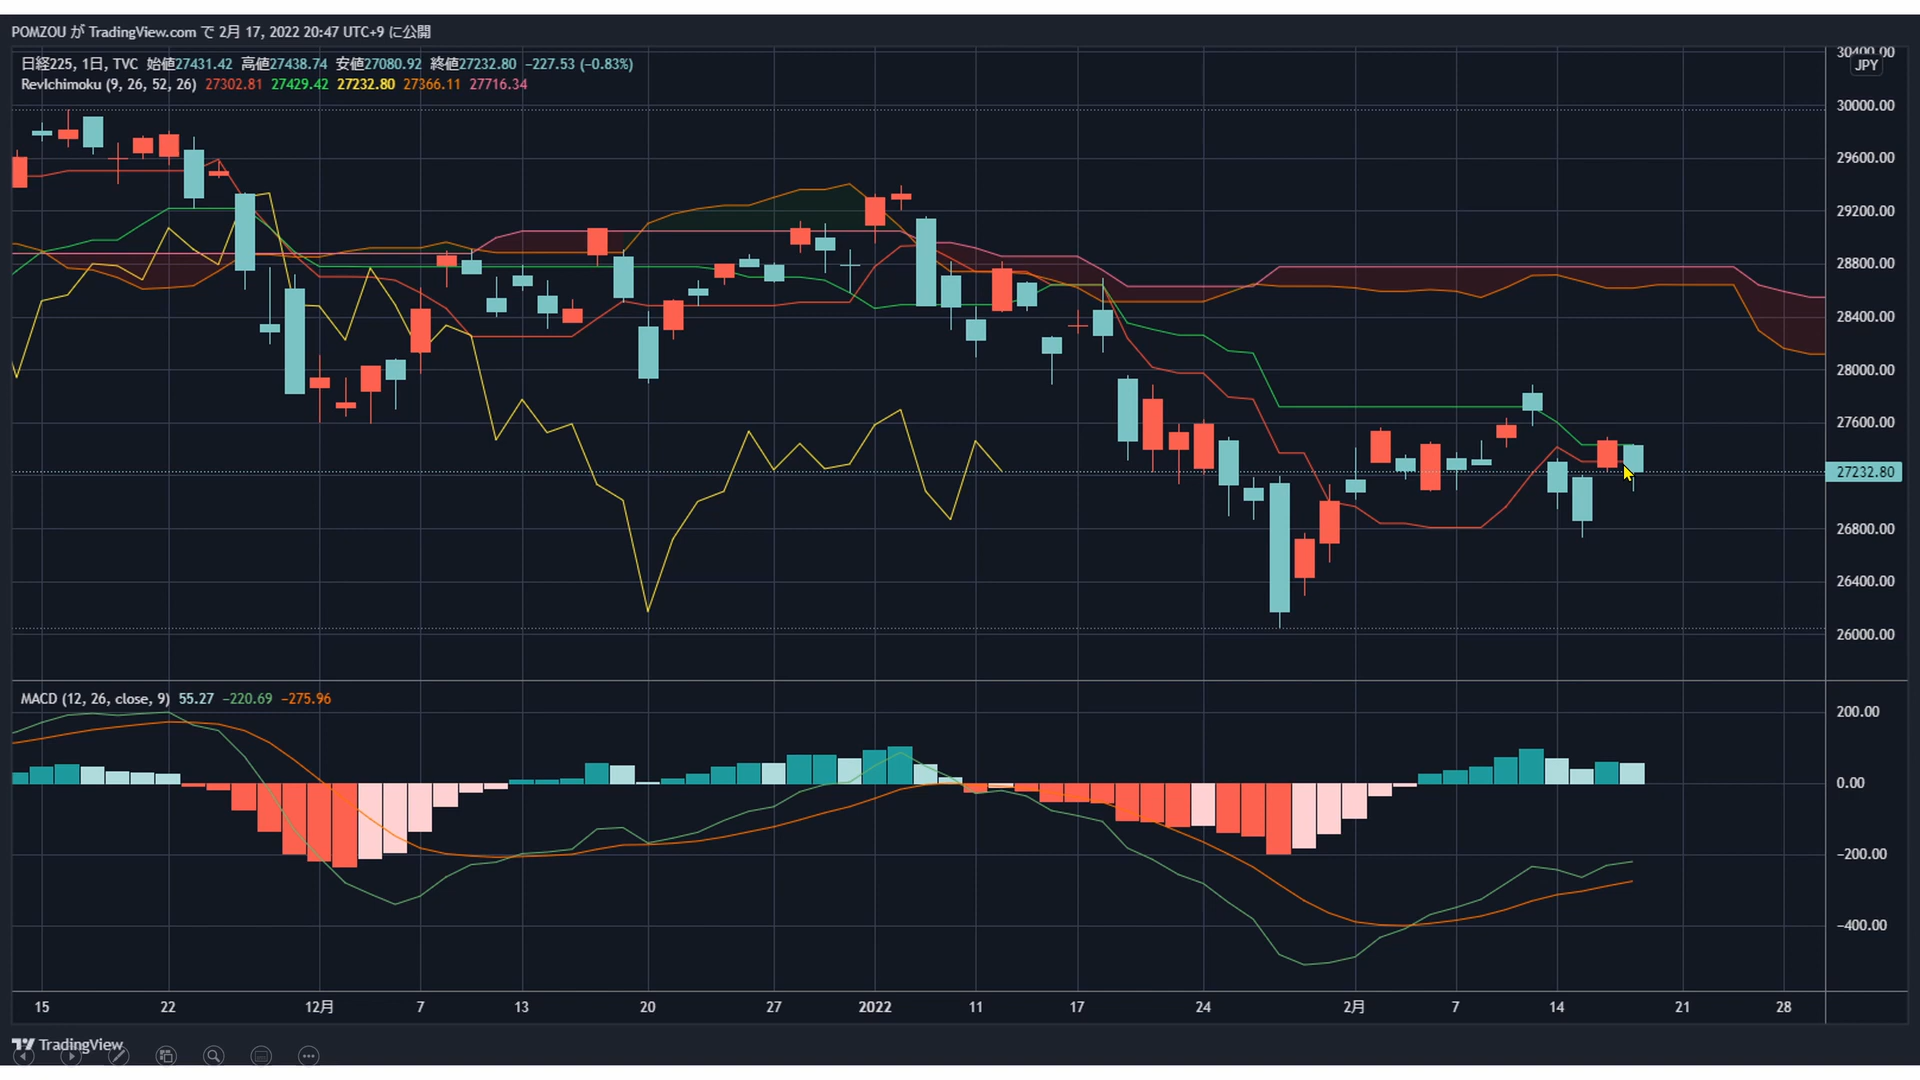 POMZOU が TradingView.com で 2月 17, 2022 20:47 UTC+9 に公開
日経225, 1日, TVC 始値27431.42 高値27438.74 安値27080.92 終値27232.80 −227.53 (−0.83%)
RevIchimoku (9, 26, 52, 26) 27302.81 27429.42 27232.80 27366.11 27716.34
30400.00
JPY
30000.00
29600.00
29200.00
28800.00
28400.00
28000.00
27600.00
27232.80
26800.00
26400.00
26000.00
MACD (12, 26, close, 9) 55.27 −220.69 −275.96
200.00
0.00
−200.00
−400.00
15 22 12月 7 13 20 27 2022 11 17 24 2月 7 14 21 28
TradingView